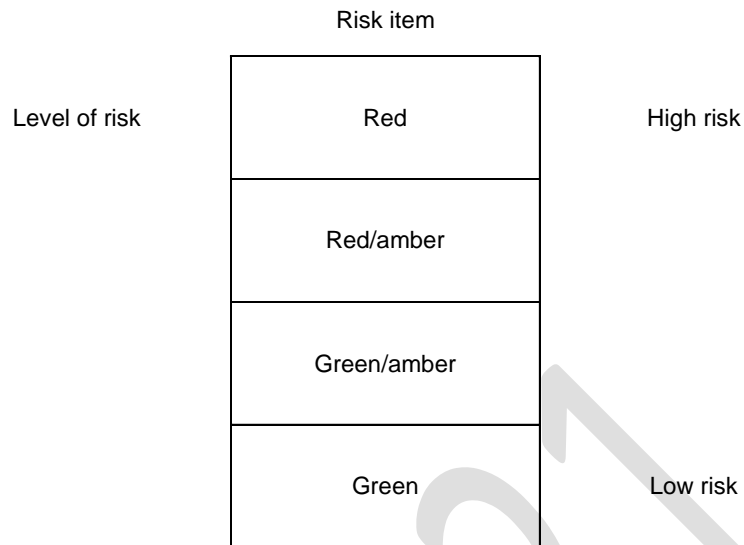 Risk item
Level of risk Red High risk
Red/amber
Green/amber
Green Low risk